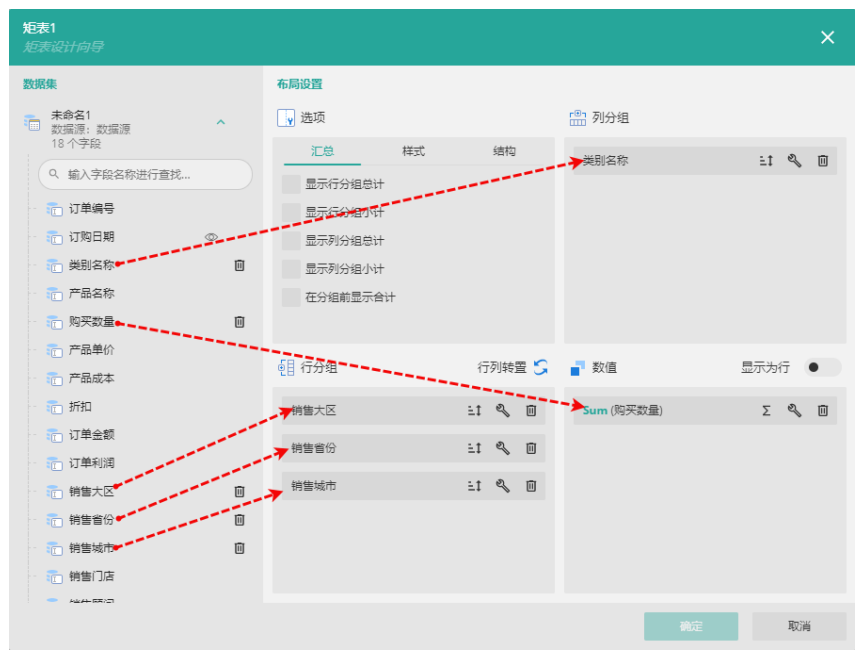 矩表1
矩表设计向导
数据集
未命名1
数据源：数据源
18 个字段
输入字段名称进行查找...
订单编号
订购日期
类别名称
产品名称
购买数量
产品单价
产品成本
折扣
订单金额
订单利润
销售大区
销售省份
销售城市
销售门店
布局设置
选项
汇总 样式 结构
显示行分组总计
显示行分组小计
显示列分组总计
显示列分组小计
在分组前显示合计
列分组
类别名称
行分组 行列转置
销售大区
销售省份
销售城市
数值 显示为行
Sum (购买数量)
确定 取消